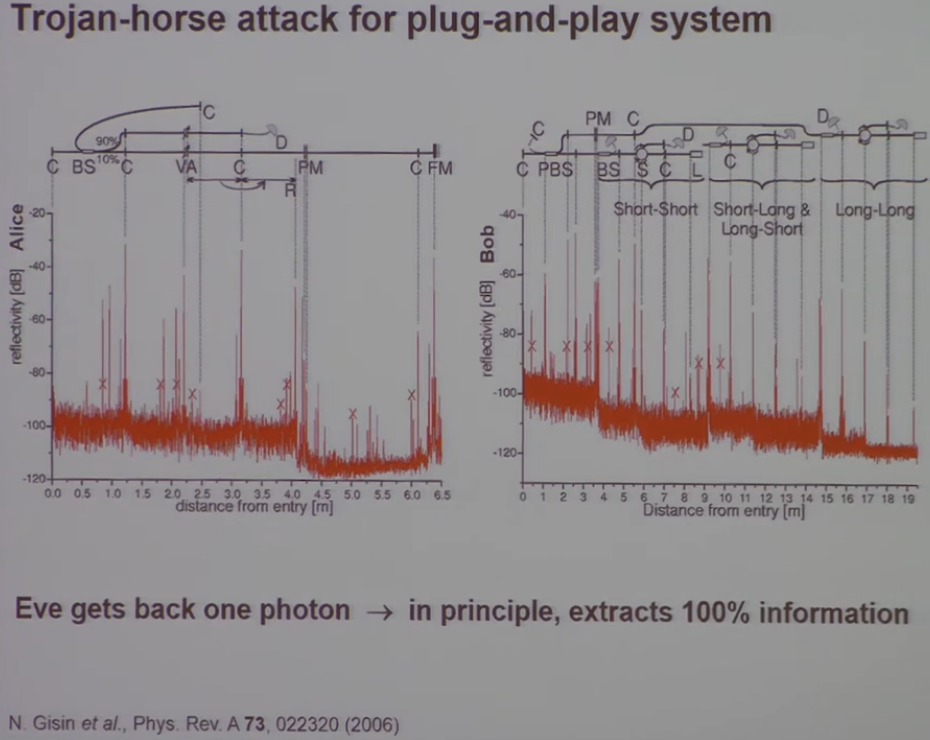 Trojan-horse attack for plug-and-play system
C
90%
D
C BS 10% C VA C PM C FM
R
Alice
reflectivity [dB]
-20
-40
-60
-80
-100
-120
X X X X X X X X
0.0 0.5 1.0 1.5 2.0 2.5 3.0 3.5 4.0 4.5 5.0 5.5 6.0 6.5
distance from entry [m]
PM C D
C D
C PBS BS S C L C
Short-Short Short-Long & Long-Long
Long-Short
Bob
reflectivity [dB]
-40
-60
-80
-100
-120
X X X X X X X
0 1 2 3 4 5 6 7 8 9 10 11 12 13 14 15 16 17 18 19
Distance from entry [m]
Eve gets back one photon → in principle, extracts 100% information
N. Gisin et al., Phys. Rev. A 73, 022320 (2006)